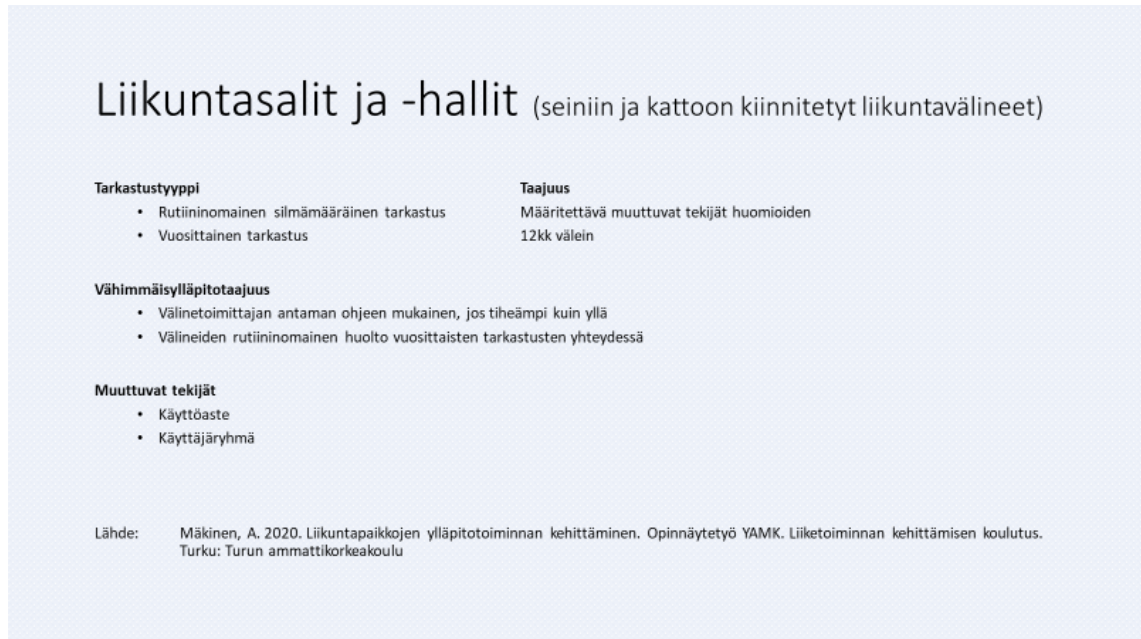 Liikuntasalit ja -hallit (seiniin ja kattoon kiinnitetyt liikuntavälineet)
Tarkastustyyppi Taajuus
• Rutiininomainen silmämääräinen tarkastus Määritettävä muuttuvat tekijät huomioiden
• Vuosittainen tarkastus 12kk välein
Vähimmäisylläpitotaajuus
• Välinetoimittajan antaman ohjeen mukainen, jos tiheämpi kuin yllä
• Välineiden rutiininomainen huolto vuosittaisten tarkastusten yhteydessä
Muuttuvat tekijät
• Käyttöaste
• Käyttäjäryhmä
Lähde: Mäkinen, A. 2020. Liikuntapaikkojen ylläpitotoiminnan kehittäminen. Opinnäytetyö YAMK. Liiketoiminnan kehittämisen koulutus.
Turku: Turun ammattikorkeakoulu